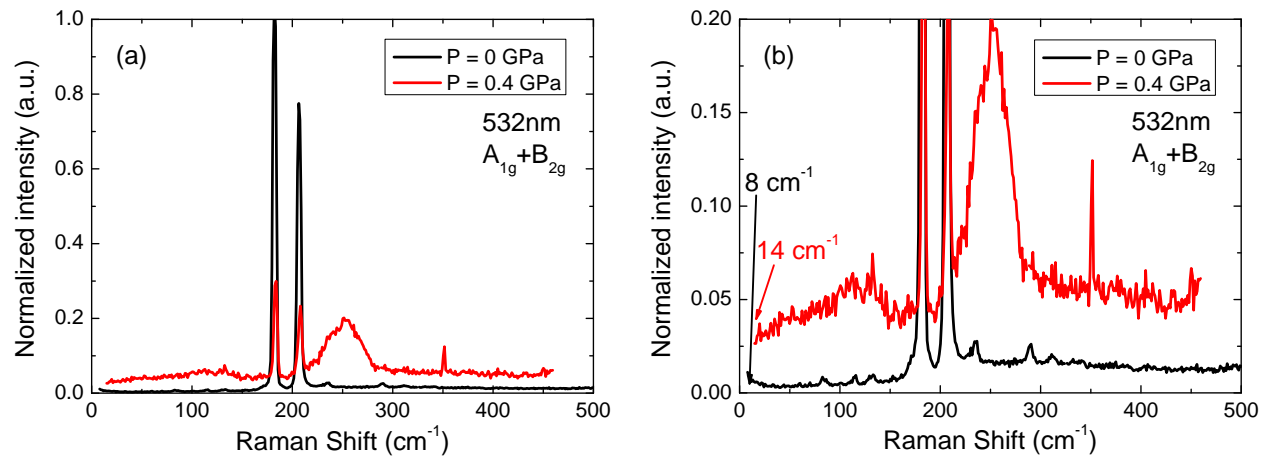 (a)
P = 0 GPa
P = 0.4 GPa
532nm
A1g+B2g
Normalized intensity (a.u.)
1.0
0.8
0.6
0.4
0.2
0.0
0 100 200 300 400 500
Raman Shift (cm-1)
(b)
P = 0 GPa
P = 0.4 GPa
532nm
A1g+B2g
8 cm-1
14 cm-1
Normalized intensity (a.u.)
0.20
0.15
0.10
0.05
0.00
0 100 200 300 400 500
Raman Shift (cm-1)